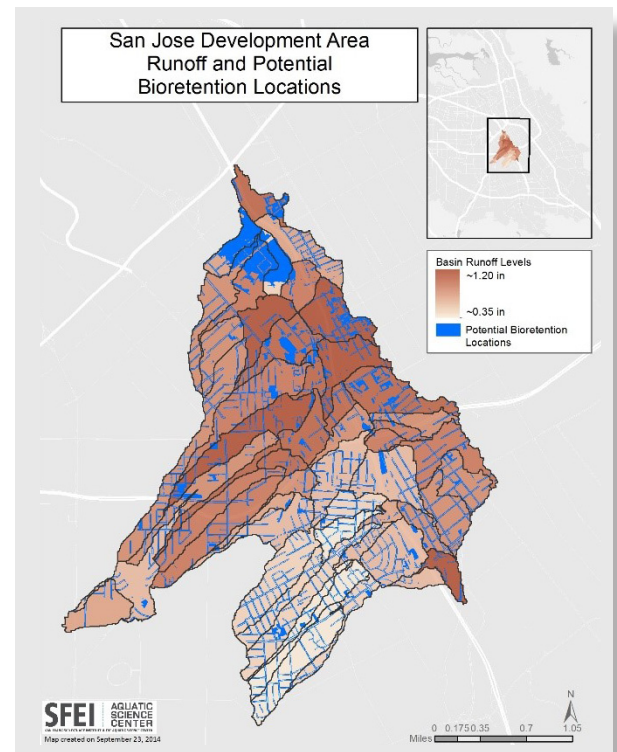 San Jose Development Area
Runoff and Potential
Bioretention Locations
Basin Runoff Levels
~1.20 in
~0.35 in
Potential Bioretention
Locations
SFEI
AQUATIC
SCIENCE
CENTER
Map created on September 23, 2014
N
0 0.175 0.35 0.7 1.05
Miles